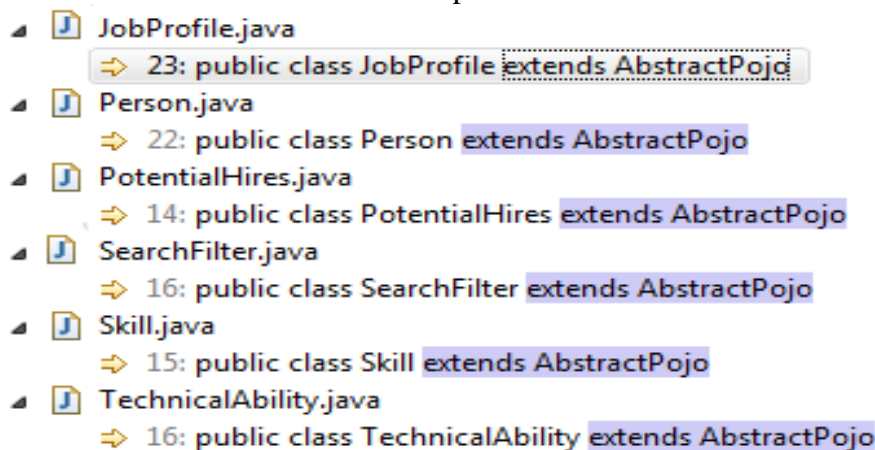 JobProfile.java
23: public class JobProfile extends AbstractPojo
Person.java
22: public class Person extends AbstractPojo
PotentialHires.java
14: public class PotentialHires extends AbstractPojo
SearchFilter.java
16: public class SearchFilter extends AbstractPojo
Skill.java
15: public class Skill extends AbstractPojo
TechnicalAbility.java
16: public class TechnicalAbility extends AbstractPojo